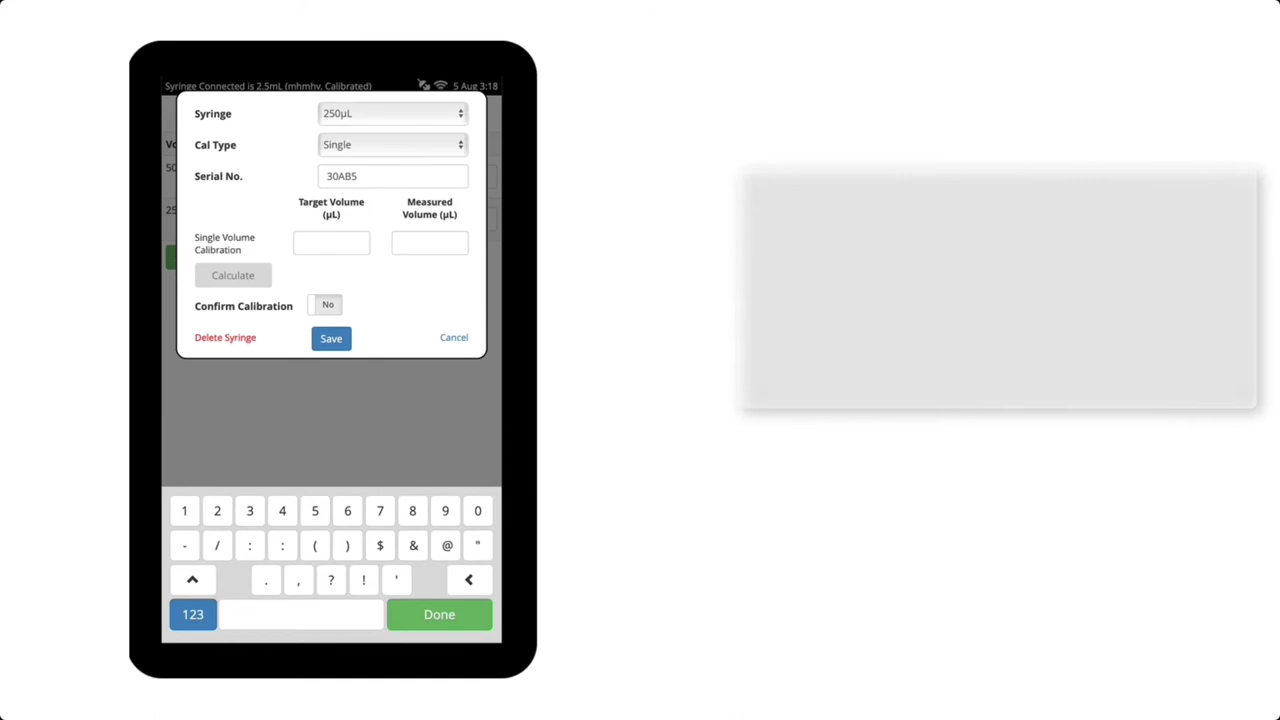 Syringe Connected is 2.5mL (mhmhv, Calibrated) 5 Aug 3:18
Syringe 250µL
Cal Type Single
Serial No. 30AB5
Target Volume (µL) Measured Volume (µL)
Single Volume Calibration
Calculate
Confirm Calibration No
Delete Syringe Save Cancel
1 2 3 4 5 6 7 8 9 0
- / : : ( ) $ & @ "
. , ? ! '
123 Done